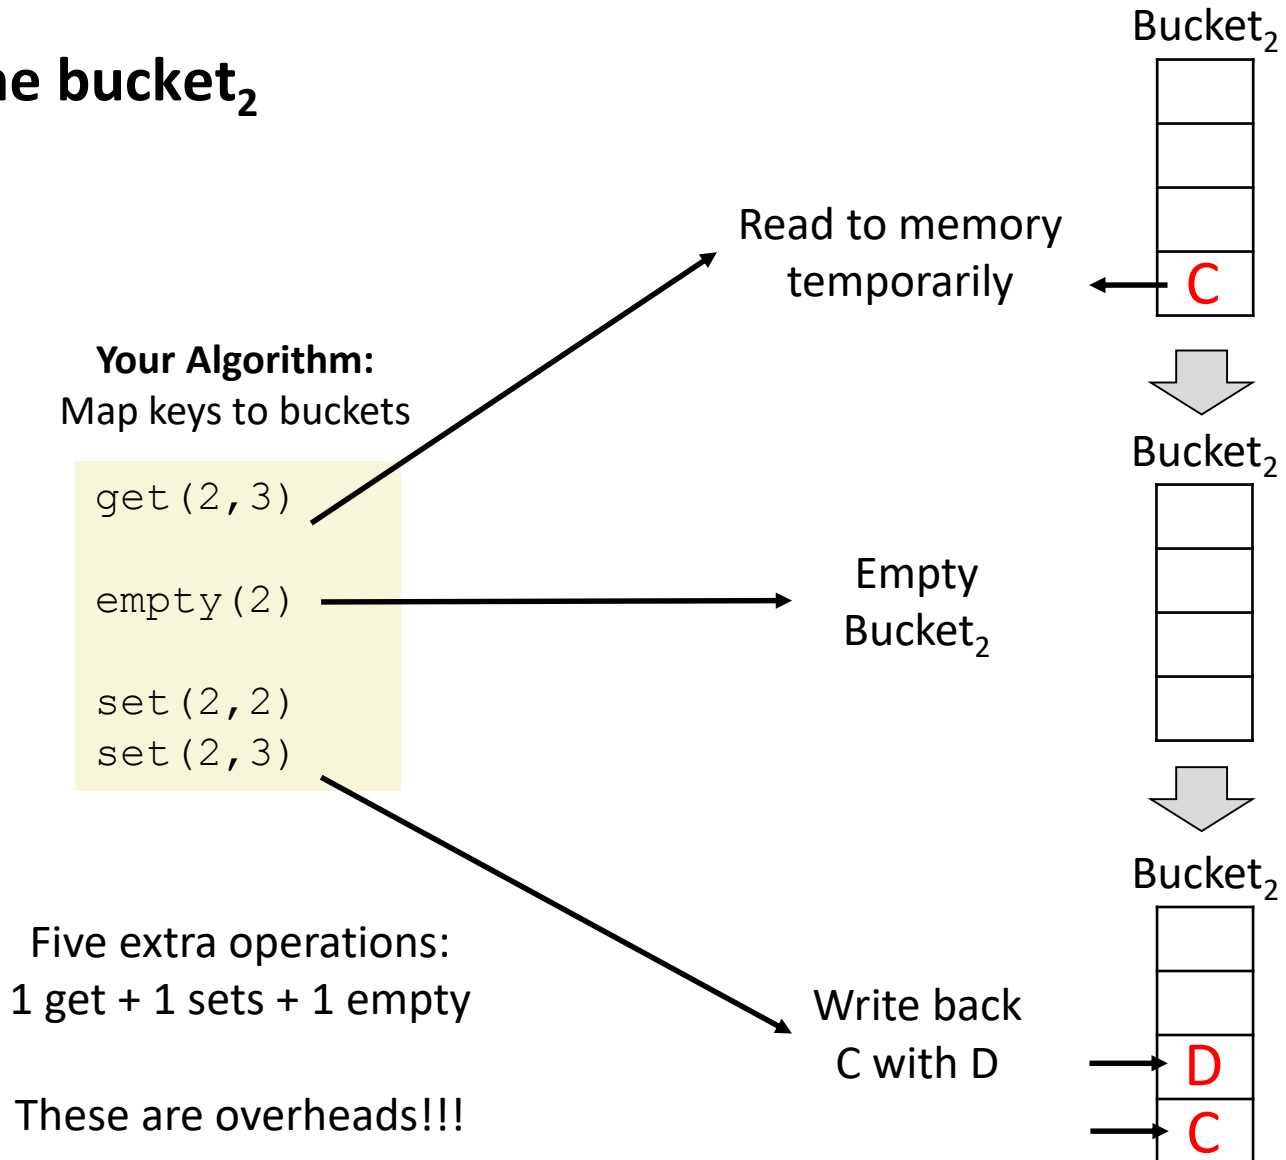 ne bucket₂
Your Algorithm:
Map keys to buckets
get(2,3)
empty(2)
set(2,2)
set(2,3)
Five extra operations:
1 get + 1 sets + 1 empty
These are overheads!!!
Read to memory
temporarily
Empty
Bucket₂
Write back
C with D
Bucket₂
C
Bucket₂
Bucket₂
D
C